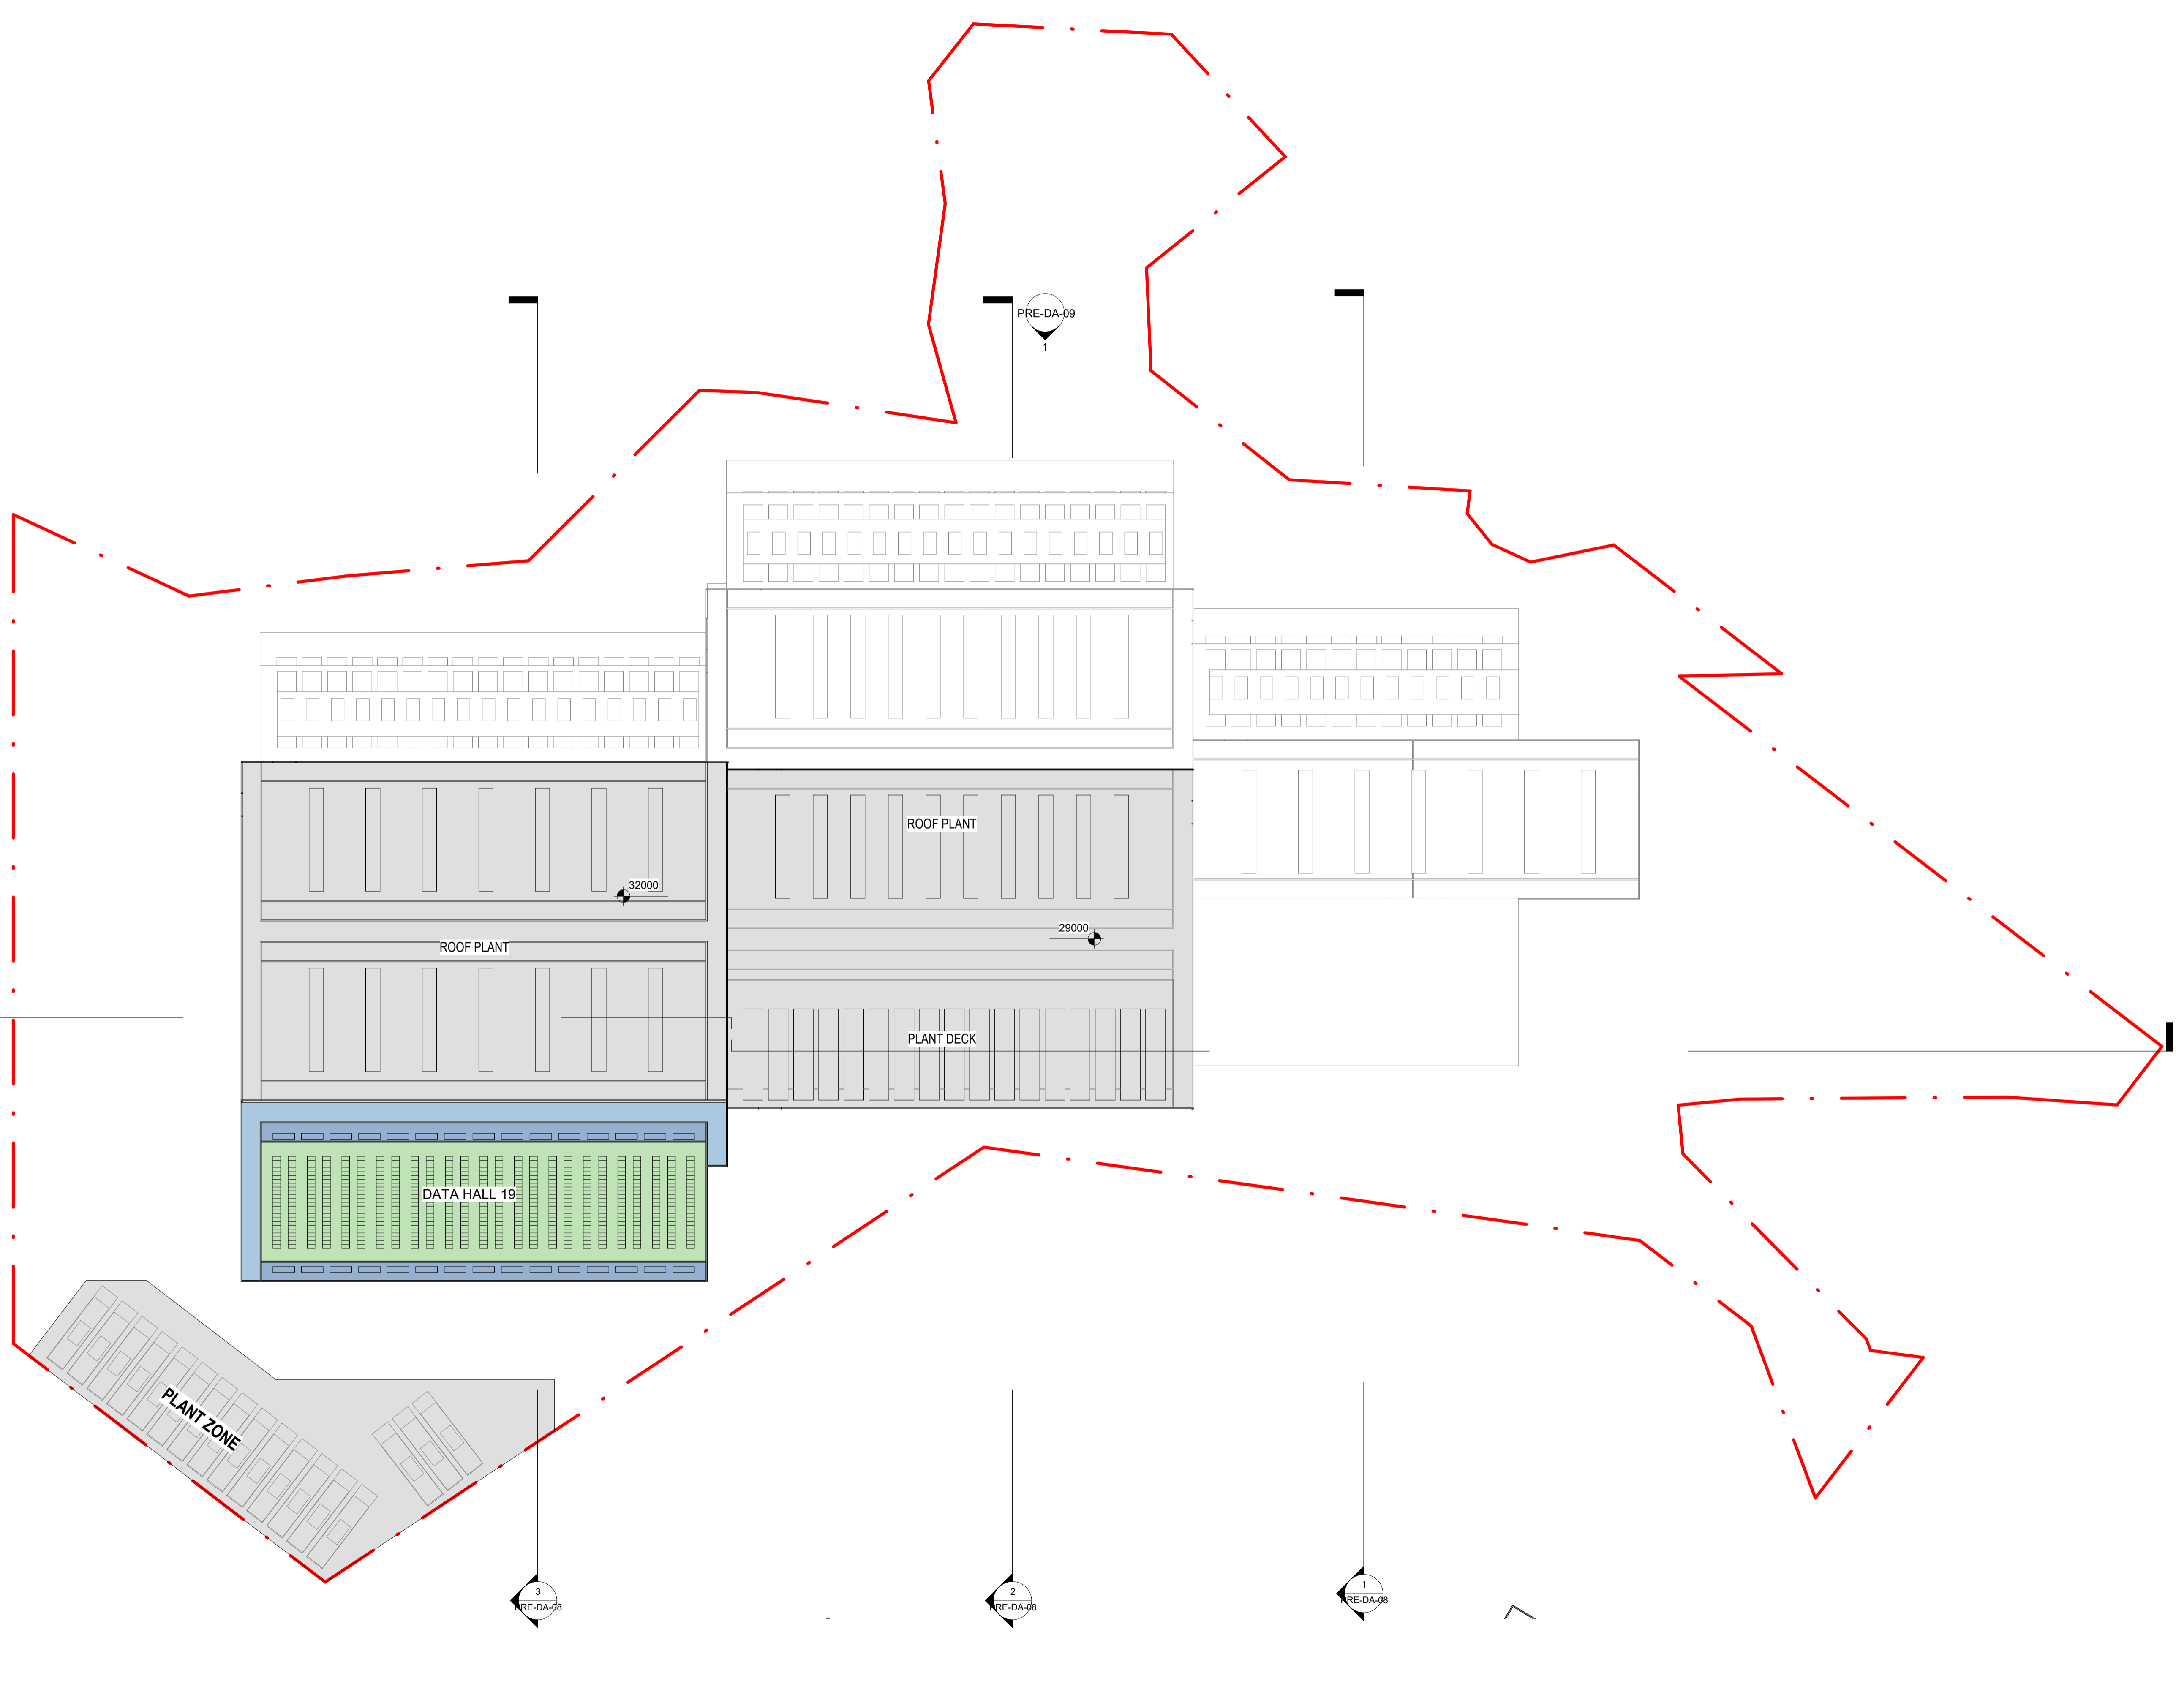 PRE-DA-09
1
ROOF PLANT
32000
29000
ROOF PLANT
PLANT DECK
DATA HALL 19
PLANT ZONE
3
PRE-DA-08
2
PRE-DA-08
1
PRE-DA-08